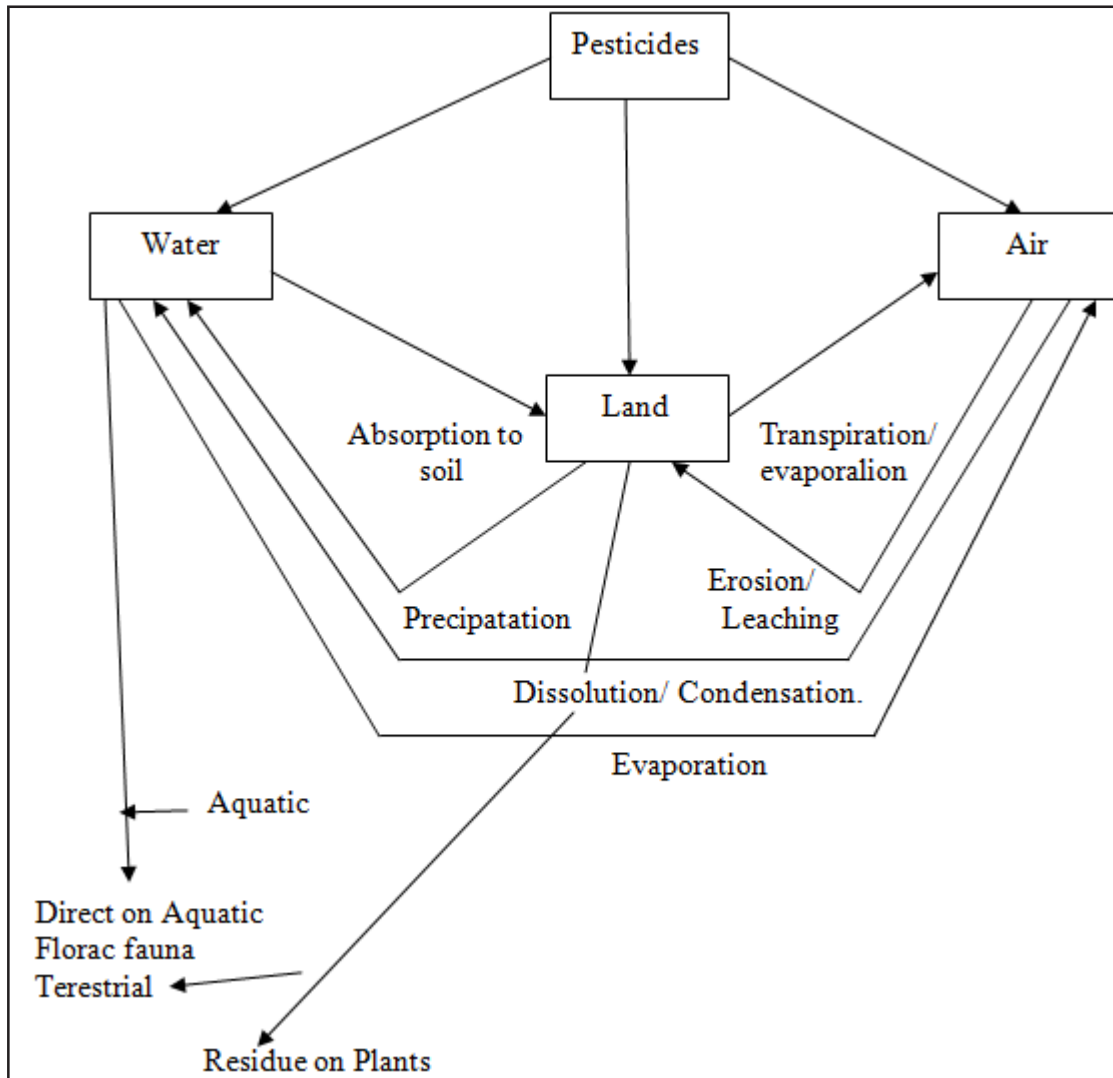 Pesticides
Water
Air
Land
Absorption to
soil
Transpiration/
evaporalion
Erosion/
Leaching
Precipatation
Dissolution/ Condensation.
Evaporation
Aquatic
Direct on Aquatic
Florac fauna
Terestrial
Residue on Plants